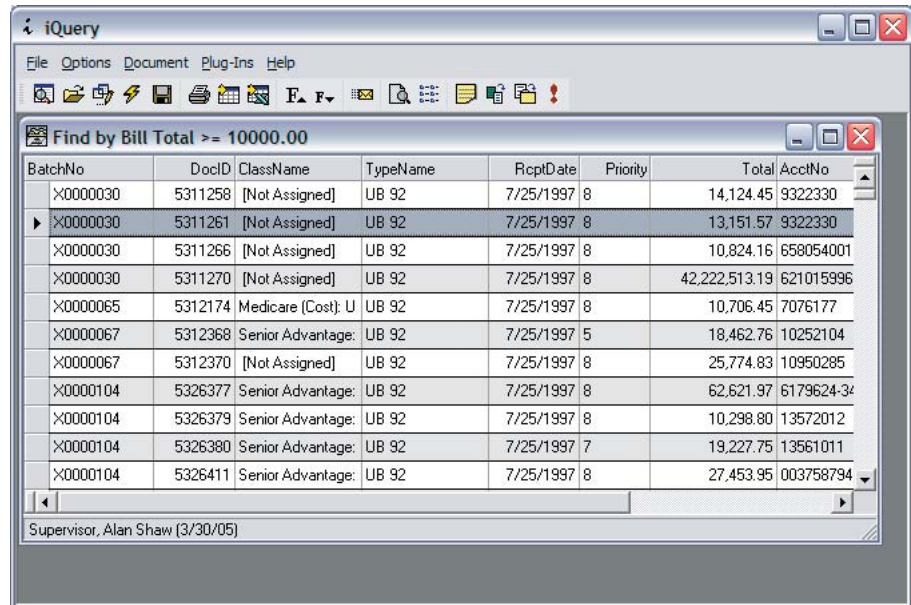 iQuery
File Options Document Plug-Ins Help
Find by Bill Total >= 10000.00
BatchNo DocID ClassName TypeName RcptDate Priority Total AcctNo
X0000030 5311258 [Not Assigned] UB 92 7/25/1997 8 14,124.45 9322330
X0000030 5311261 [Not Assigned] UB 92 7/25/1997 8 13,151.57 9322330
X0000030 5311266 [Not Assigned] UB 92 7/25/1997 8 10,824.16 658054001
X0000030 5311270 [Not Assigned] UB 92 7/25/1997 8 42,222,513.19 621015996
X0000065 5312174 Medicare (Cost): U UB 92 7/25/1997 8 10,706.45 7076177
X0000067 5312368 Senior Advantage: UB 92 7/25/1997 5 18,462.76 10252104
X0000067 5312370 [Not Assigned] UB 92 7/25/1997 8 25,774.83 10950285
X0000104 5326377 Senior Advantage: UB 92 7/25/1997 8 62,621.97 6179624-34
X0000104 5326379 Senior Advantage: UB 92 7/25/1997 8 10,298.80 13572012
X0000104 5326380 Senior Advantage: UB 92 7/25/1997 7 19,227.75 13561011
X0000104 5326411 Senior Advantage: UB 92 7/25/1997 8 27,453.95 003758794
Supervisor, Alan Shaw (3/30/05)